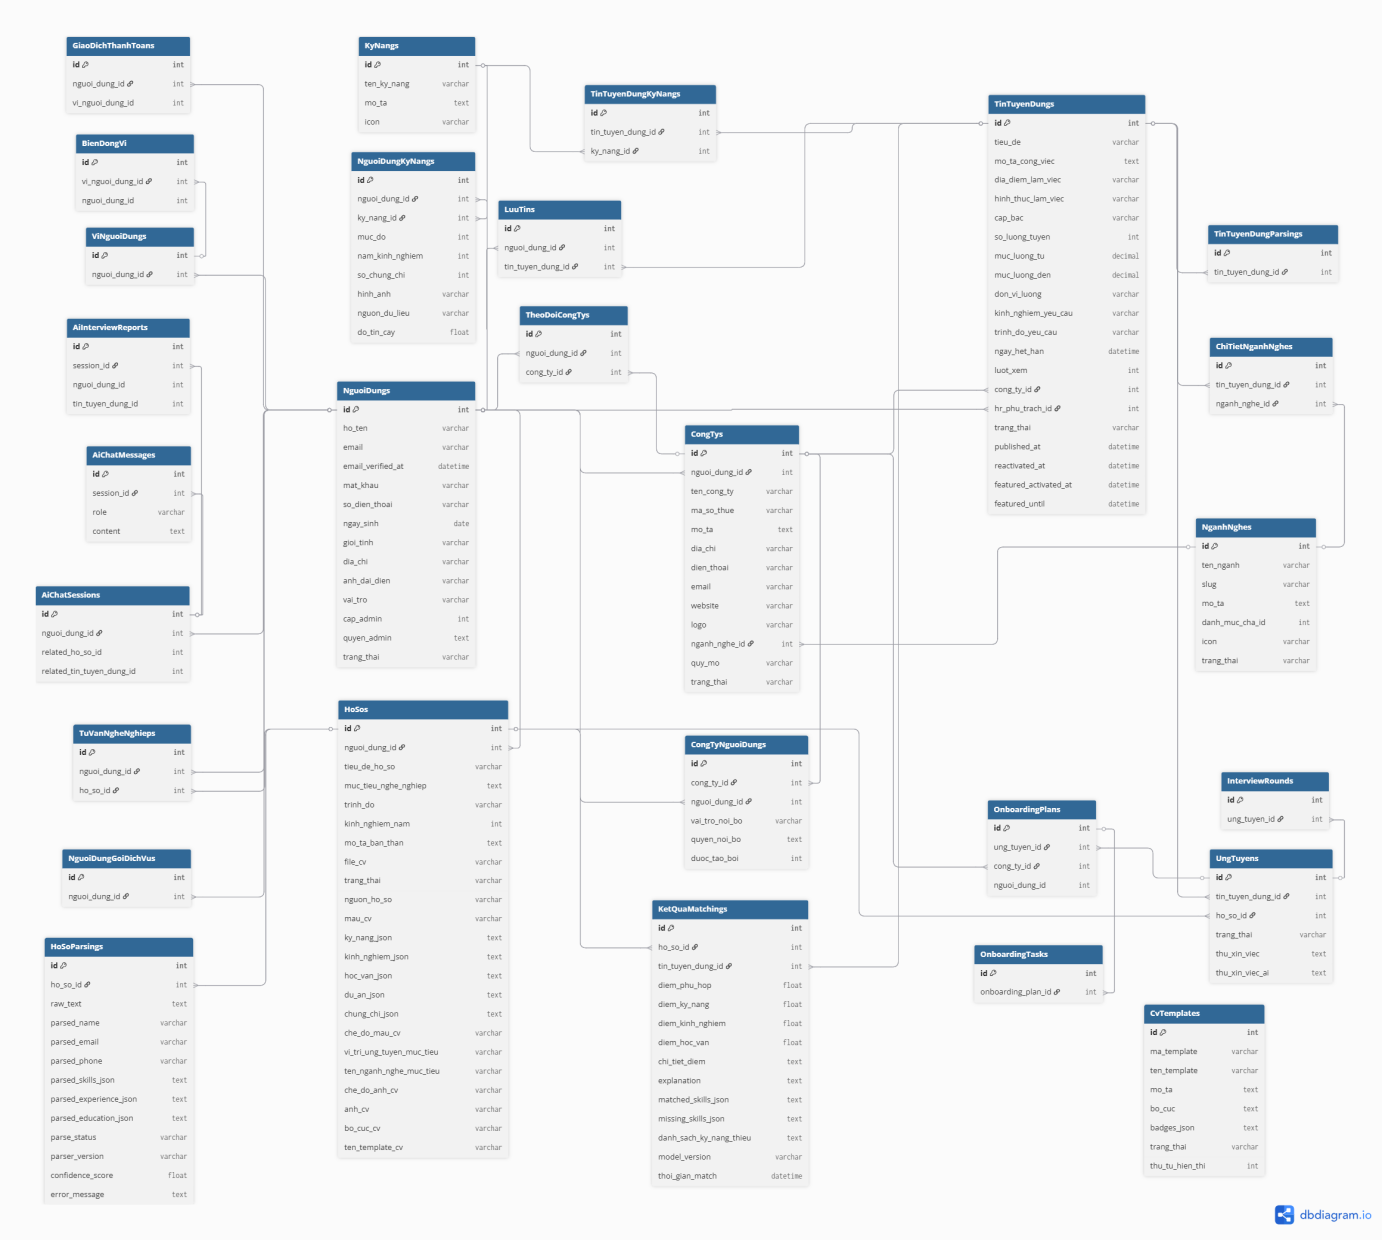 GiaoDichThanhToans
id int
nguoi_dung_id int
vi_nguoi_dung_id int
BienDongVi
id int
vi_nguoi_dung_id int
nguoi_dung_id int
ViNguoiDungs
id int
nguoi_dung_id int
AiInterviewReports
id int
session_id int
nguoi_dung_id int
tin_tuyen_dung_id int
AiChatMessages
id int
session_id int
role varchar
content text
AiChatSessions
id int
nguoi_dung_id int
related_ho_so_id int
related_tin_tuyen_dung_id int
TuVanNgheNghieps
id int
nguoi_dung_id int
ho_so_id int
NguoiDungGoiDichVus
id int
nguoi_dung_id int
HoSoParsings
id int
ho_so_id int
raw_text text
parsed_name varchar
parsed_email varchar
parsed_phone varchar
parsed_skills_json text
parsed_experience_json text
parsed_education_json text
parse_status varchar
parser_version varchar
confidence_score float
error_message text
KyNangs
id int
ten_ky_nang varchar
mo_ta text
icon varchar
NguoiDungKyNangs
id int
nguoi_dung_id int
ky_nang_id int
muc_do int
nam_kinh_nghiem int
so_chung_chi int
hinh_anh varchar
nguon_du_lieu varchar
do_tin_cay float
NguoiDungs
id int
ho_ten varchar
email varchar
email_verified_at datetime
mat_khau varchar
so_dien_thoai varchar
ngay_sinh date
gioi_tinh varchar
dia_chi varchar
anh_dai_dien varchar
vai_tro varchar
cap_admin int
quyen_admin text
trang_thai varchar
HoSos
id int
nguoi_dung_id int
tieu_de_ho_so varchar
muc_tieu_nghe_nghiep text
trinh_do varchar
kinh_nghiem_nam int
mo_ta_ban_than text
file_cv varchar
trang_thai varchar
nguon_ho_so varchar
mau_cv varchar
ky_nang_json text
kinh_nghiem_json text
hoc_van_json text
du_an_json text
chung_chi_json text
che_do_mau_cv varchar
vi_tri_ung_tuyen_muc_tieu varchar
ten_nganh_nghe_muc_tieu varchar
che_do_anh_cv varchar
anh_cv varchar
bo_cuc_cv varchar
ten_template_cv varchar
TinTuyenDungKyNangs
id int
tin_tuyen_dung_id int
ky_nang_id int
LuuTins
id int
nguoi_dung_id int
tin_tuyen_dung_id int
TheoDoiCongTys
id int
nguoi_dung_id int
cong_ty_id int
CongTys
id int
nguoi_dung_id int
ten_cong_ty varchar
ma_so_thue varchar
mo_ta text
dia_chi varchar
dien_thoai varchar
email varchar
website varchar
logo varchar
nganh_nghe_id int
quy_mo varchar
trang_thai varchar
CongTyNguoiDungs
id int
cong_ty_id int
nguoi_dung_id int
vai_tro_noi_bo varchar
quyen_noi_bo text
duoc_tao_boi int
KetQuaMatchings
id int
ho_so_id int
tin_tuyen_dung_id int
diem_phu_hop float
diem_ky_nang float
diem_kinh_nghiem float
diem_hoc_van float
chi_tiet_diem text
explanation text
matched_skills_json text
missing_skills_json text
danh_sach_ky_nang_thieu text
model_version varchar
thoi_gian_match datetime
TinTuyenDungs
id int
tieu_de varchar
mo_ta_cong_viec text
dia_diem_lam_viec varchar
hinh_thuc_lam_viec varchar
cap_bac varchar
so_luong_tuyen int
muc_luong_tu decimal
muc_luong_den decimal
don_vi_luong varchar
kinh_nghiem_yeu_cau varchar
trinh_do_yeu_cau varchar
ngay_het_han datetime
luot_xem int
cong_ty_id int
hr_phu_trach_id int
trang_thai varchar
published_at datetime
reactivated_at datetime
featured_activated_at datetime
featured_until datetime
TinTuyenDungParsings
id int
tin_tuyen_dung_id int
ChiTietNganhNghes
id int
tin_tuyen_dung_id int
nganh_nghe_id int
NganhNghes
id int
ten_nganh varchar
slug varchar
mo_ta text
danh_muc_cha_id int
icon varchar
trang_thai varchar
InterviewRounds
id int
ung_tuyen_id int
OnboardingPlans
id int
ung_tuyen_id int
cong_ty_id int
nguoi_dung_id int
UngTuyens
id int
tin_tuyen_dung_id int
ho_so_id int
trang_thai varchar
thu_xin_viec text
thu_xin_viec_ai text
OnboardingTasks
id int
onboarding_plan_id int
CvTemplates
id int
ma_template varchar
ten_template varchar
mo_ta text
bo_cuc text
badges_json text
trang_thai varchar
thu_tu_hien_thi int
dbdiagram.io